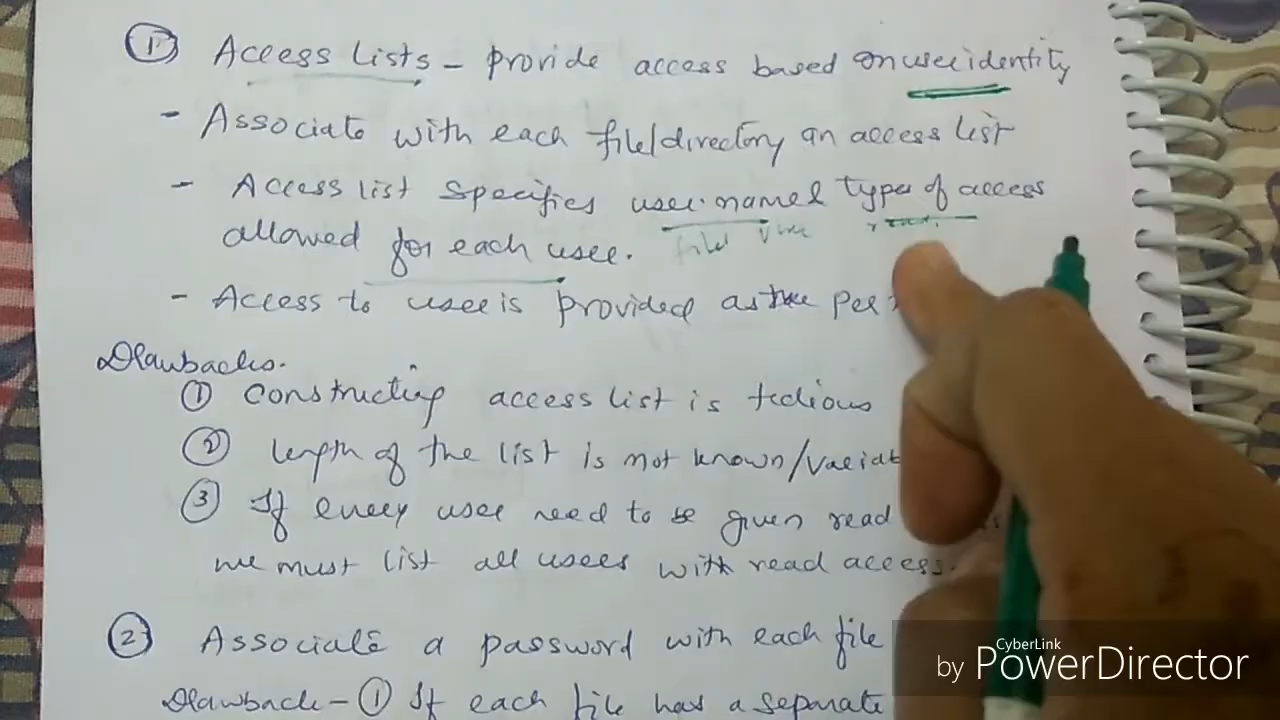 ① Access Lists - provide access based on user identity
- Associate with each file/directory an access list
- Access list specifies user name & types of access
allowed for each user.
- Access to user is provided as per
Drawbacks.
① Constructing access list is tedious
② length of the list is not known/variab
③ If every user need to be given read
we must list all users with read access.
② Associate a password with each file
Drawback - ① If each file has a separate
CyberLink
by PowerDirector